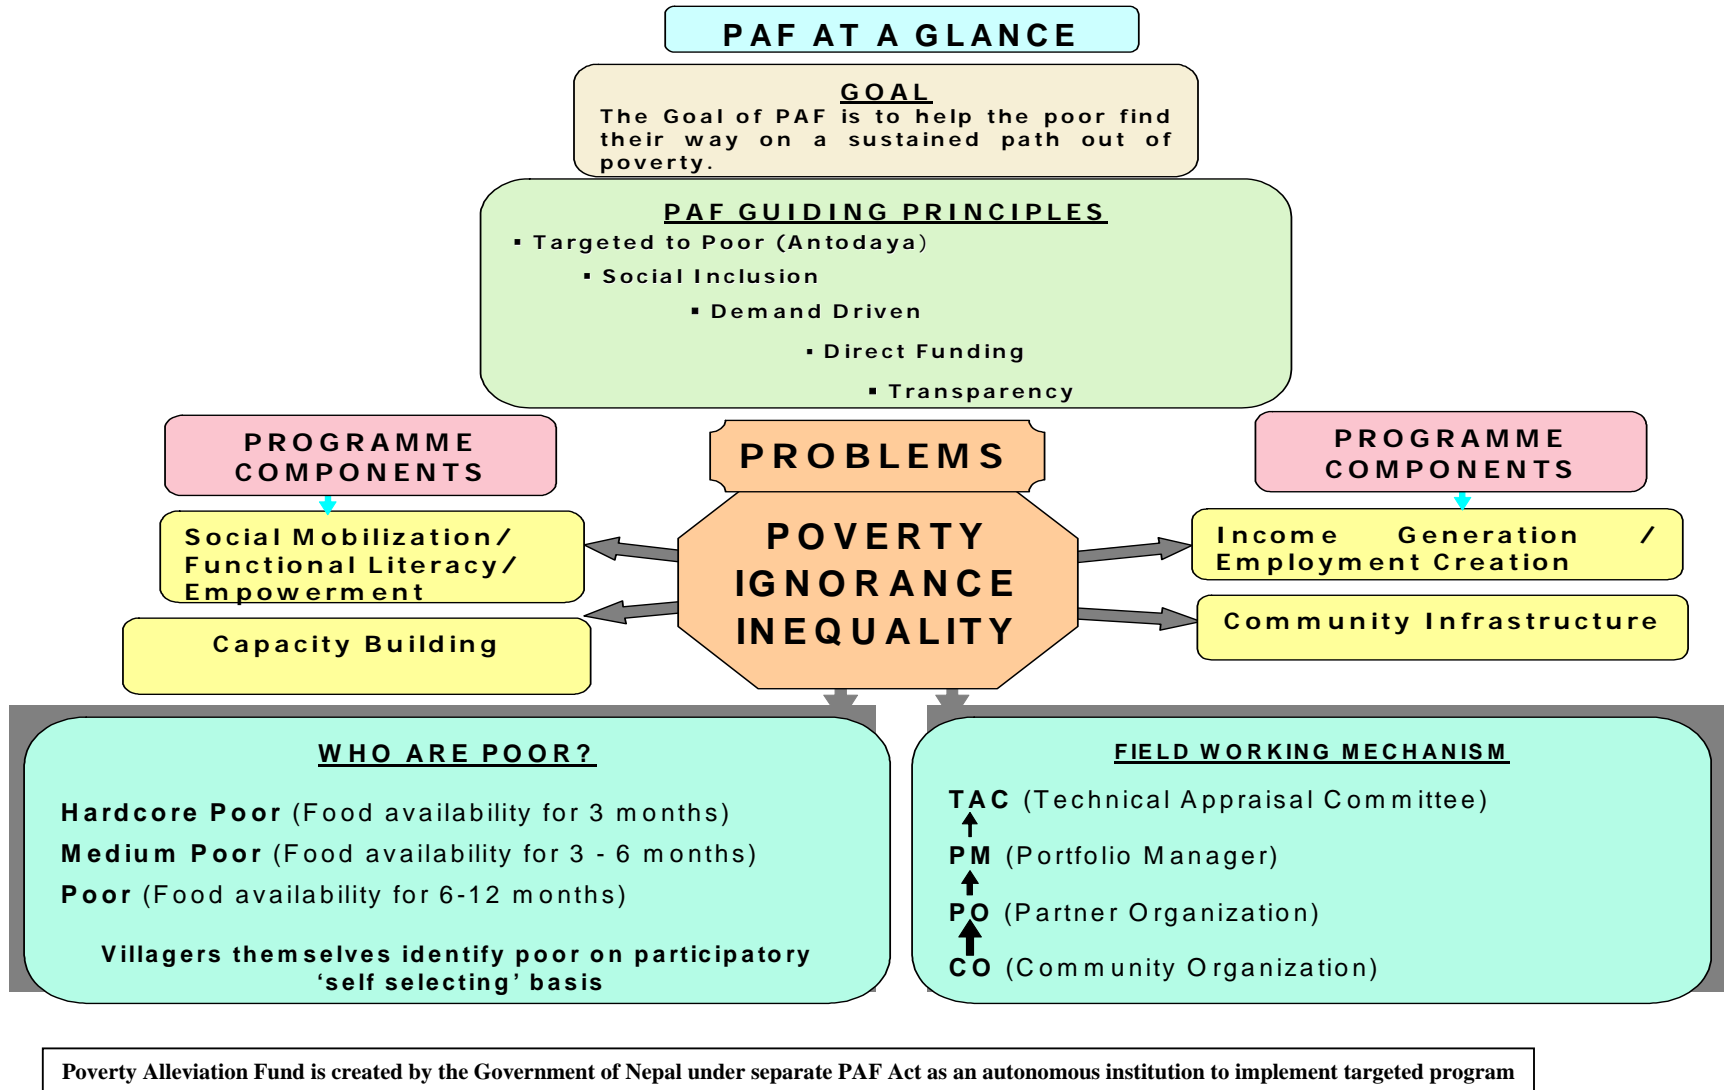 PAF AT A GLANCE
GOAL
The Goal of PAF is to help the poor find
their way on a sustained path out of
poverty.
PAF GUIDING PRINCIPLES
▪ Targeted to Poor (Antodaya)
▪ Social Inclusion
▪ Demand Driven
▪ Direct Funding
▪ Transparency
PROGRAMME
COMPONENTS
Social Mobilization/
Functional Literacy/
Empowerment
Capacity Building
PROBLEMS
POVERTY
IGNORANCE
INEQUALITY
PROGRAMME
COMPONENTS
Income Generation /
Employment Creation
Community Infrastructure
WHO ARE POOR?
Hardcore Poor (Food availability for 3 months)
Medium Poor (Food availability for 3 - 6 months)
Poor (Food availability for 6-12 months)
Villagers themselves identify poor on participatory
‘self selecting’ basis
FIELD WORKING MECHANISM
TAC (Technical Appraisal Committee)
PM (Portfolio Manager)
PO (Partner Organization)
CO (Community Organization)
Poverty Alleviation Fund is created by the Government of Nepal under separate PAF Act as an autonomous institution to implement targeted program